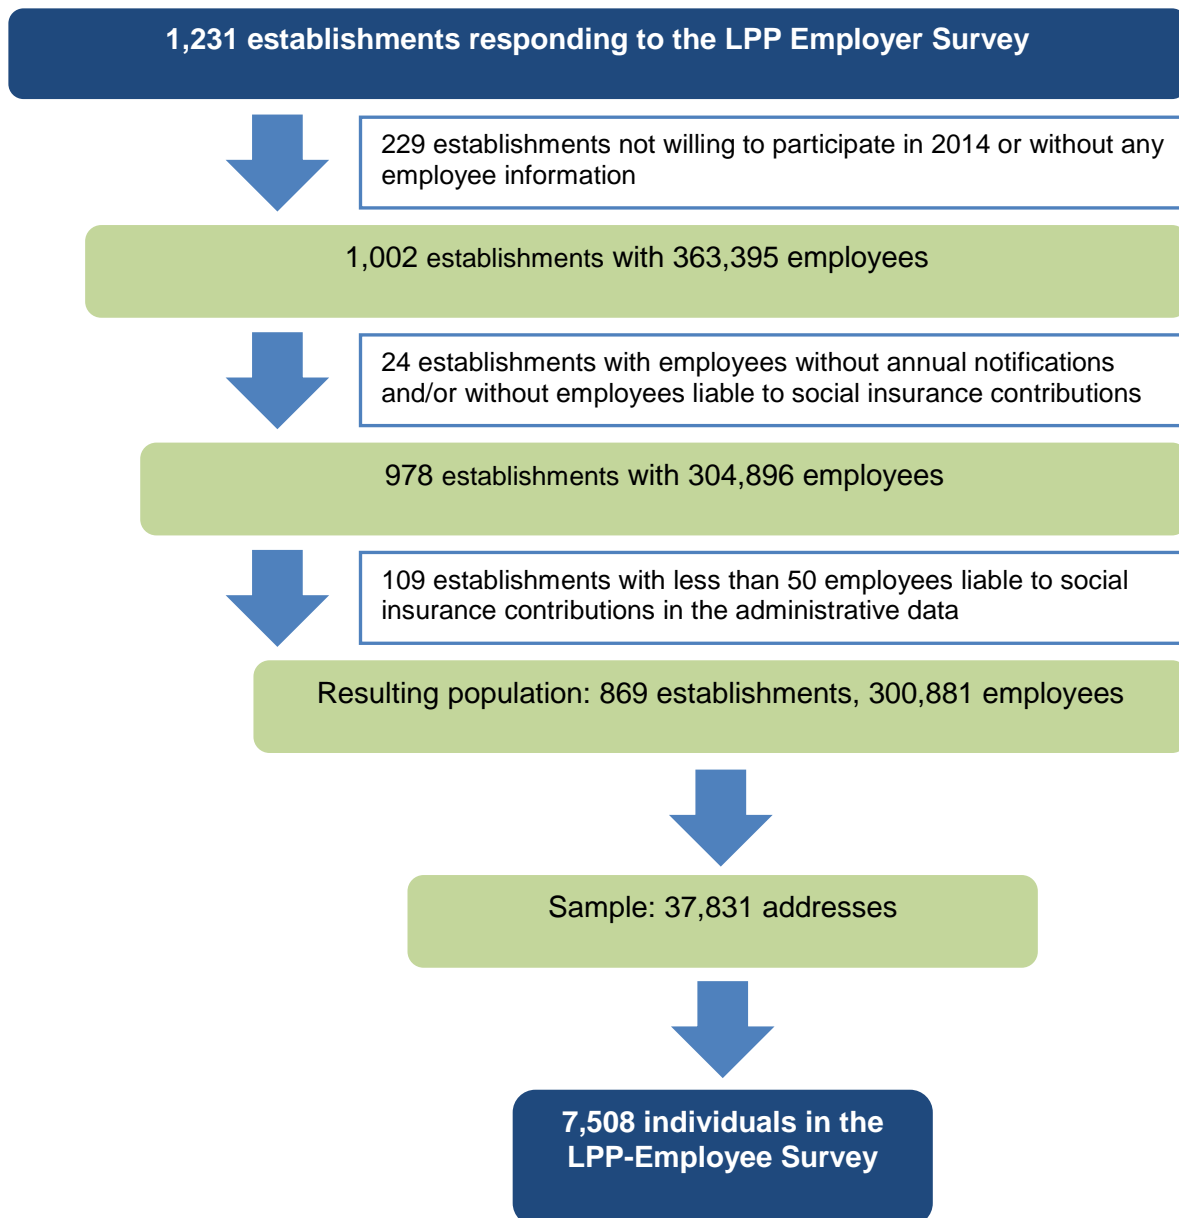 1,231 establishments responding to the LPP Employer Survey
229 establishments not willing to participate in 2014 or without any
employee information
1,002 establishments with 363,395 employees
24 establishments with employees without annual notifications
and/or without employees liable to social insurance contributions
978 establishments with 304,896 employees
109 establishments with less than 50 employees liable to social
insurance contributions in the administrative data
Resulting population: 869 establishments, 300,881 employees
Sample: 37,831 addresses
7,508 individuals in the
LPP-Employee Survey